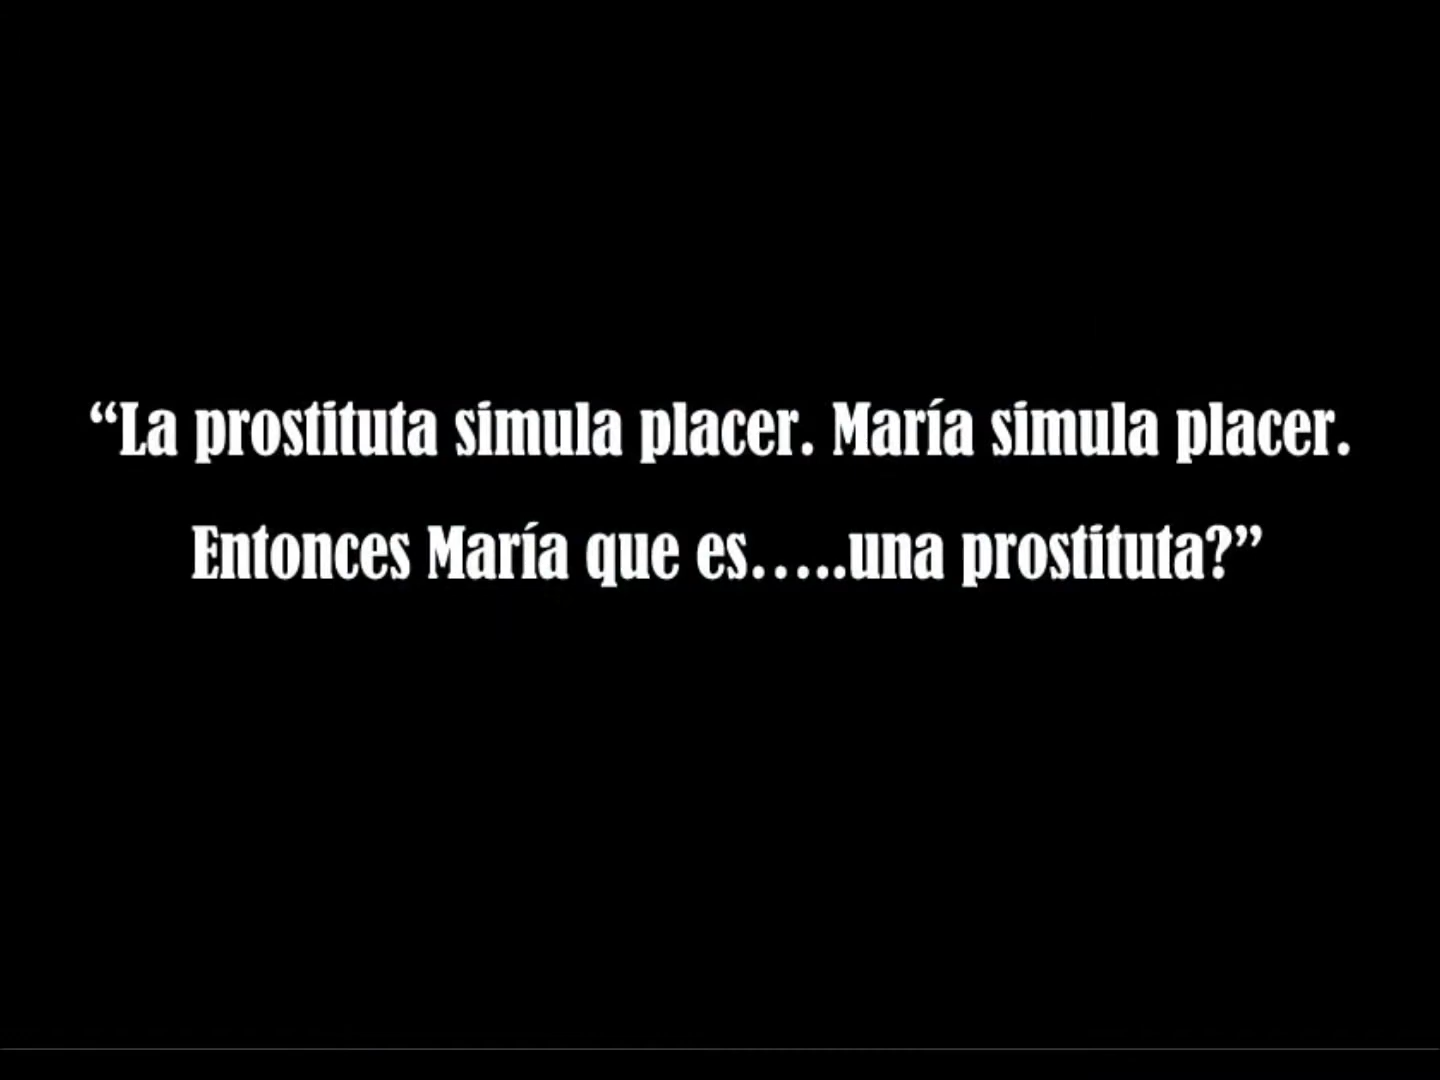 “La prostituta simula placer. María simula placer.
Entonces María que es…..una prostituta?”